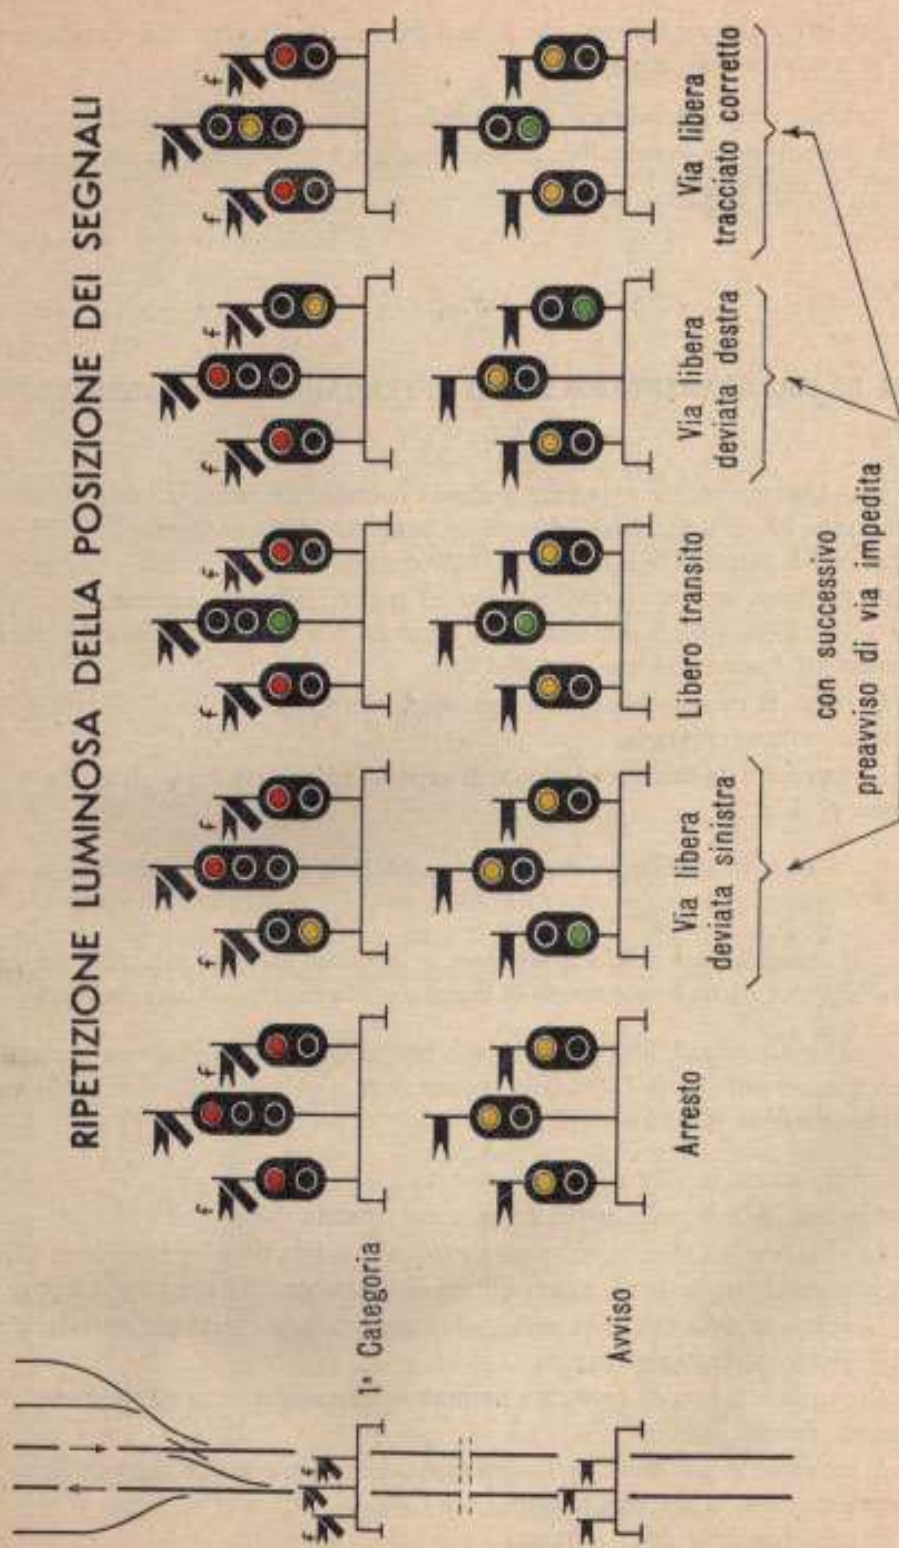 RIPETIZIONE LUMINOSA DELLA POSIZIONE DEI SEGNALI
f f
f f
f f
f f
f f
f f
1ª Categoria
Avviso
Arresto
Via libera
deviata sinistra
Libero transito
Via libera
deviata destra
Via libera
tracciato corretto
con successivo
preavviso di via impedita